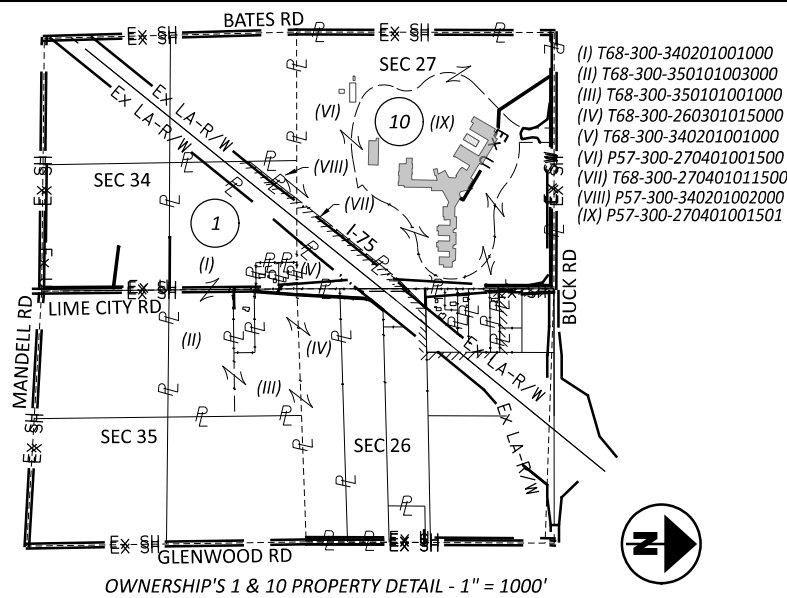 BATES RD
Ex SH
Ex SH
SEC 27
Ex LA-R/W
Ex LA-R/W
(VI)
10
(IX)
(VIII)
(VII)
I-75
SEC 34
Ex SH
1
(I)
(V)
LIME CITY RD
BUCK RD
MANDELL RD
(II)
(IV)
(III)
Ex LA-R/W
Ex LA-R/W
SEC 35
SEC 26
Ex SH
Ex SH
Ex SH
GLENWOOD RD
(I) T68-300-340201001000
(II) T68-300-350101003000
(III) T68-300-350101001000
(IV) T68-300-260301015000
(V) T68-300-340201001000
(VI) P57-300-270401001500
(VII) T68-300-270401011500
(VIII) P57-300-340201002000
(IX) P57-300-270401001501
N
OWNERSHIP'S 1 & 10 PROPERTY DETAIL - 1" = 1000'